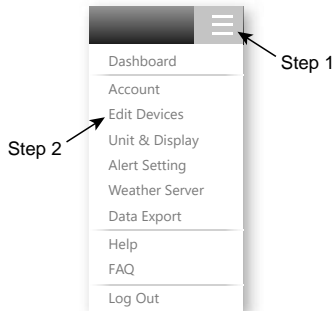 Step 1
Dashboard
Account
Edit Devices
Step 2
Unit & Display
Alert Setting
Weather Server
Data Export
Help
FAQ
Log Out